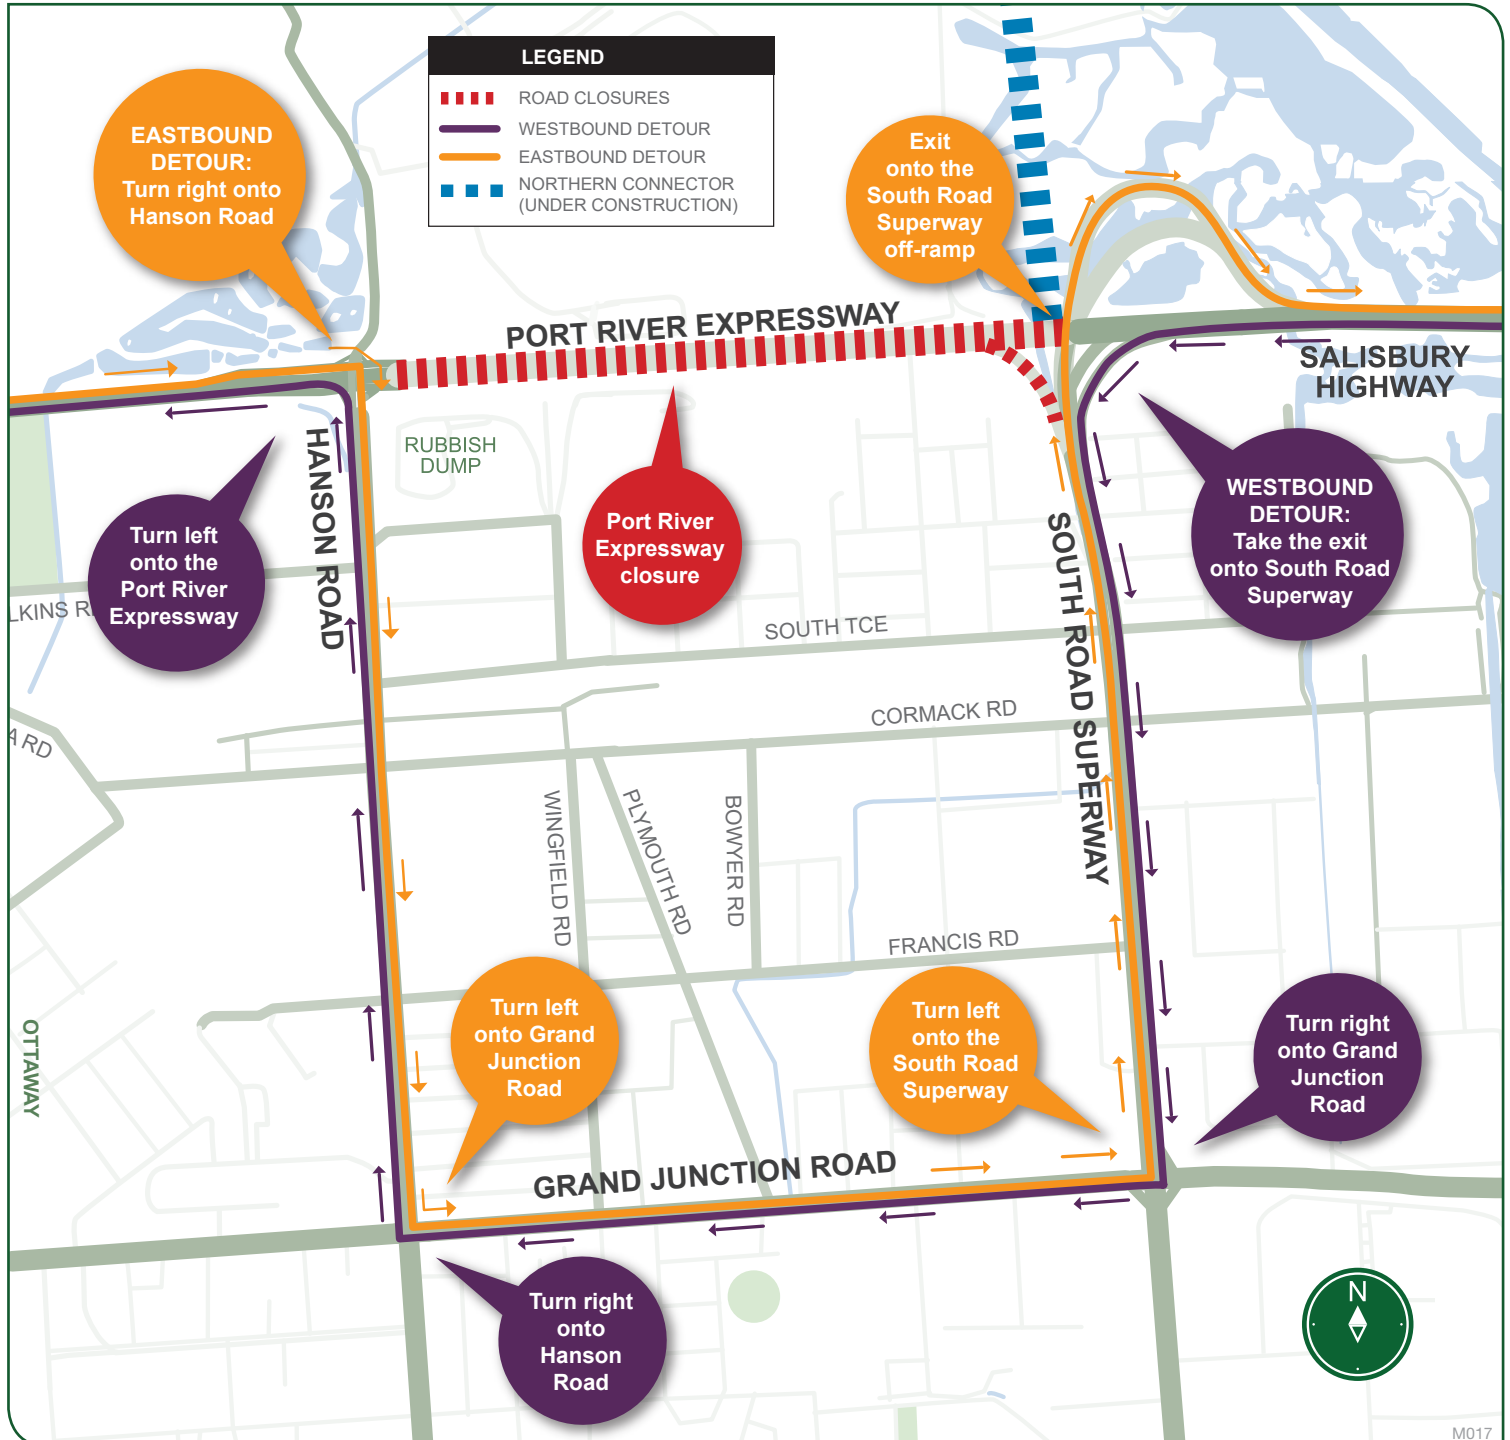 LEGEND
ROAD CLOSURES
WESTBOUND DETOUR
EASTBOUND DETOUR
NORTHERN CONNECTOR
(UNDER CONSTRUCTION)
EASTBOUND
DETOUR:
Turn right onto
Hanson Road
Exit
onto the
South Road
Superway
off-ramp
PORT RIVER EXPRESSWAY
SALISBURY
HIGHWAY
RUBBISH
DUMP
HANSON ROAD
Turn left
onto the
Port River
Expressway
Port River
Expressway
closure
WESTBOUND
DETOUR:
Take the exit
onto South Road
Superway
SOUTH ROAD SUPERWAY
LKINS R
SOUTH TCE
CORMACK RD
A RD
WINGFIELD RD
PLYMOUTH RD
BOWYER RD
FRANCIS RD
OTTAWAY
Turn left
onto Grand
Junction
Road
Turn left
onto the
South Road
Superway
Turn right
onto Grand
Junction
Road
GRAND JUNCTION ROAD
Turn right
onto
Hanson
Road
N
M017